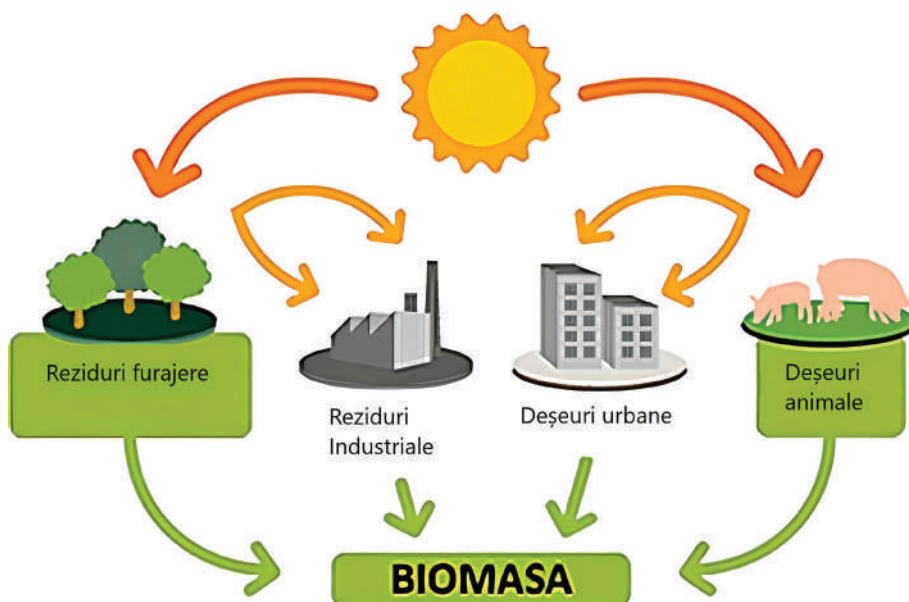 Reziduri furajere
Reziduri
Industriale
Deșeuri urbane
Deșeuri
animale
BIOMASA